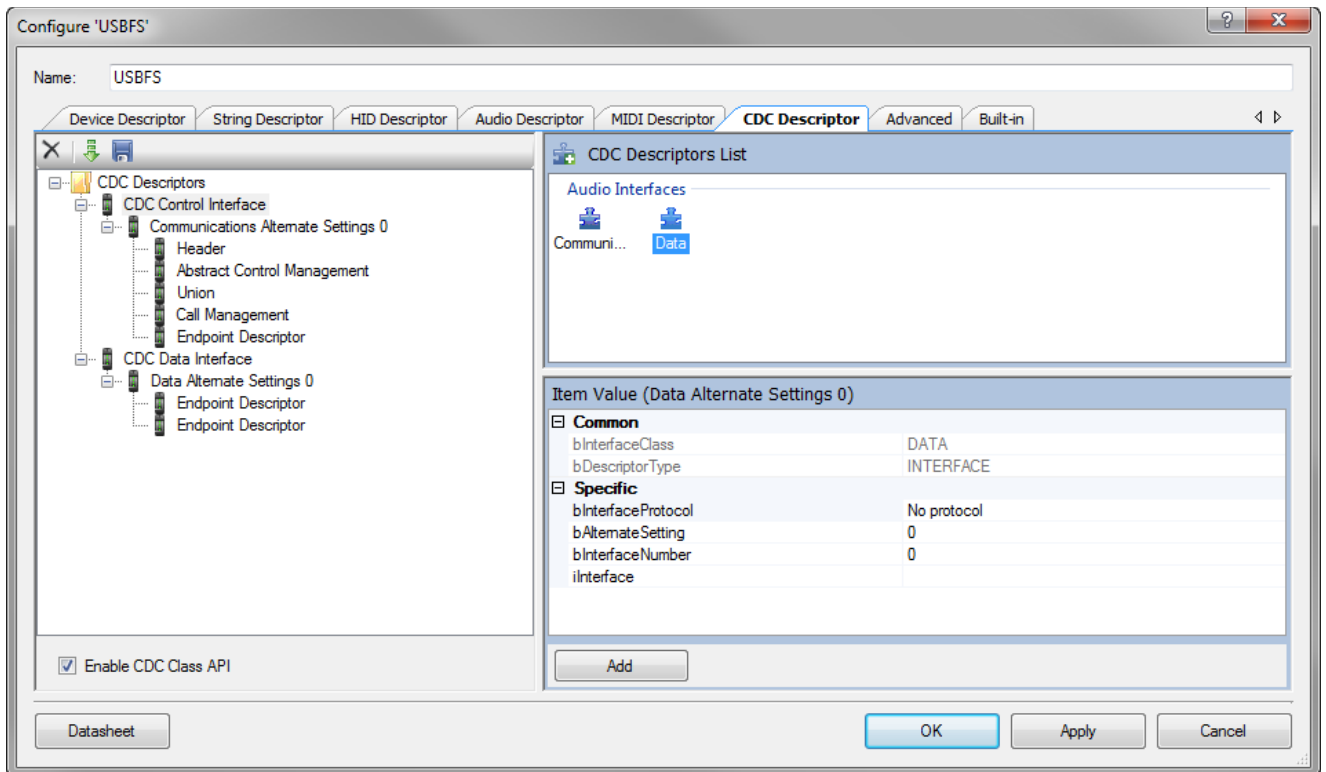 Configure 'USBFS'
Name: USBFS
Device Descriptor String Descriptor HID Descriptor Audio Descriptor MIDI Descriptor CDC Descriptor Advanced Built-in
CDC Descriptors
CDC Control Interface
Communications Alternate Settings 0
Header
Abstract Control Management
Union
Call Management
Endpoint Descriptor
CDC Data Interface
Data Alternate Settings 0
Endpoint Descriptor
Endpoint Descriptor
Enable CDC Class API
CDC Descriptors List
Audio Interfaces
Communi... Data
Item Value (Data Alternate Settings 0)
Common
bInterfaceClass DATA
bDescriptorType INTERFACE
Specific
bInterfaceProtocol No protocol
bAlternateSetting 0
bInterfaceNumber 0
iInterface
Add
Datasheet OK Apply Cancel